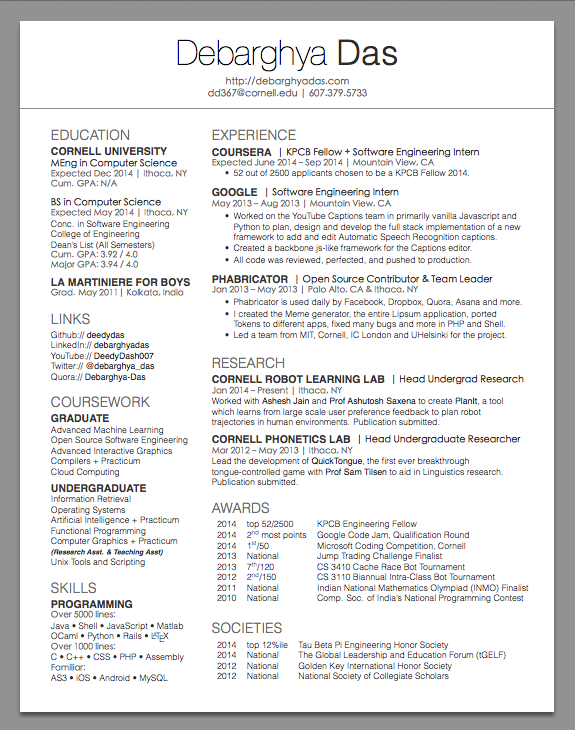 Debarghya Das
http://debarghyadas.com
dd367@cornell.edu | 607.379.5733
EDUCATION
CORNELL UNIVERSITY
MEng in Computer Science
Expected Dec 2014 | Ithaca, NY
Cum. GPA: N/A
BS in Computer Science
Expected May 2014 | Ithaca, NY
Conc. in Software Engineering
College of Engineering
Dean's List (All Semesters)
Cum. GPA: 3.92 / 4.0
Major GPA: 3.94 / 4.0
LA MARTINIERE FOR BOYS
Grad. May 2011 | Kolkata, India
LINKS
Github:// deedydas
LinkedIn:// debarghyadas
YouTube:// DeedyDash007
Twitter:// @debarghya_das
Quora:// Debarghya-Das
COURSEWORK
GRADUATE
Advanced Machine Learning
Open Source Software Engineering
Advanced Interactive Graphics
Compilers + Practicum
Cloud Computing
UNDERGRADUATE
Information Retrieval
Operating Systems
Artificial Intelligence + Practicum
Functional Programming
Computer Graphics + Practicum
(Research Asst. & Teaching Asst)
Unix Tools and Scripting
SKILLS
PROGRAMMING
Over 5000 lines:
Java • Shell • JavaScript • Matlab
OCaml • Python • Rails • LaTeX
Over 1000 lines:
C • C++ • CSS • PHP • Assembly
Familiar:
AS3 • iOS • Android • MySQL
EXPERIENCE
COURSERA | KPCB Fellow + Software Engineering Intern
Expected June 2014 – Sep 2014 | Mountain View, CA
• 52 out of 2500 applicants chosen to be a KPCB Fellow 2014.
GOOGLE | Software Engineering Intern
May 2013 – Aug 2013 | Mountain View, CA
• Worked on the YouTube Captions team in primarily vanilla Javascript and
Python to plan, design and develop the full stack implementation of a new
framework to add and edit Automatic Speech Recognition captions.
• Created a backbone.js-like framework for the Captions editor.
• All code was reviewed, perfected, and pushed to production.
PHABRICATOR | Open Source Contributor & Team Leader
Jan 2013 – May 2013 | Palo Alto, CA & Ithaca, NY
• Phabricator is used daily by Facebook, Dropbox, Quora, Asana and more.
• I created the Meme generator, the entire Lipsum application, ported
Tokens to different apps, fixed many bugs and more in PHP and Shell.
• Led a team from MIT, Cornell, IC London and UHelsinki for the project.
RESEARCH
CORNELL ROBOT LEARNING LAB | Head Undergrad Research
Jan 2014 – Present | Ithaca, NY
Worked with Ashesh Jain and Prof Ashutosh Saxena to create PlanIt, a tool
which learns from large scale user preference feedback to plan robot
trajectories in human environments. Publication submitted.
CORNELL PHONETICS LAB | Head Undergraduate Researcher
Mar 2012 – May 2013 | Ithaca, NY
Lead the development of QuickTongue, the first ever breakthrough
tongue-controlled game with Prof Sam Tilsen to aid in Linguistics research.
Publication submitted.
AWARDS
2014 top 52/2500 KPCB Engineering Fellow
2014 2nd most points Google Code Jam, Qualification Round
2014 1st/50 Microsoft Coding Competition, Cornell
2013 National Jump Trading Challenge Finalist
2013 7th/120 CS 3410 Cache Race Bot Tournament
2012 2nd/150 CS 3110 Biannual Intra-Class Bot Tournament
2011 National Indian National Mathematics Olympiad (INMO) Finalist
2010 National Comp. Soc. of India's National Programming Contest
SOCIETIES
2014 top 12%ile Tau Beta Pi Engineering Honor Society
2014 National The Global Leadership and Education Forum (tGELF)
2012 National Golden Key International Honor Society
2012 National National Society of Collegiate Scholars